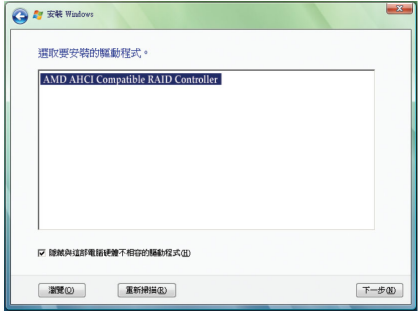 安裝 Windows
選取要安裝的驅動程式。
AMD AHCI Compatible RAID Controller
隱藏與這部電腦硬體不相容的驅動程式(H)
瀏覽(O)
重新掃描(R)
下一步(N)